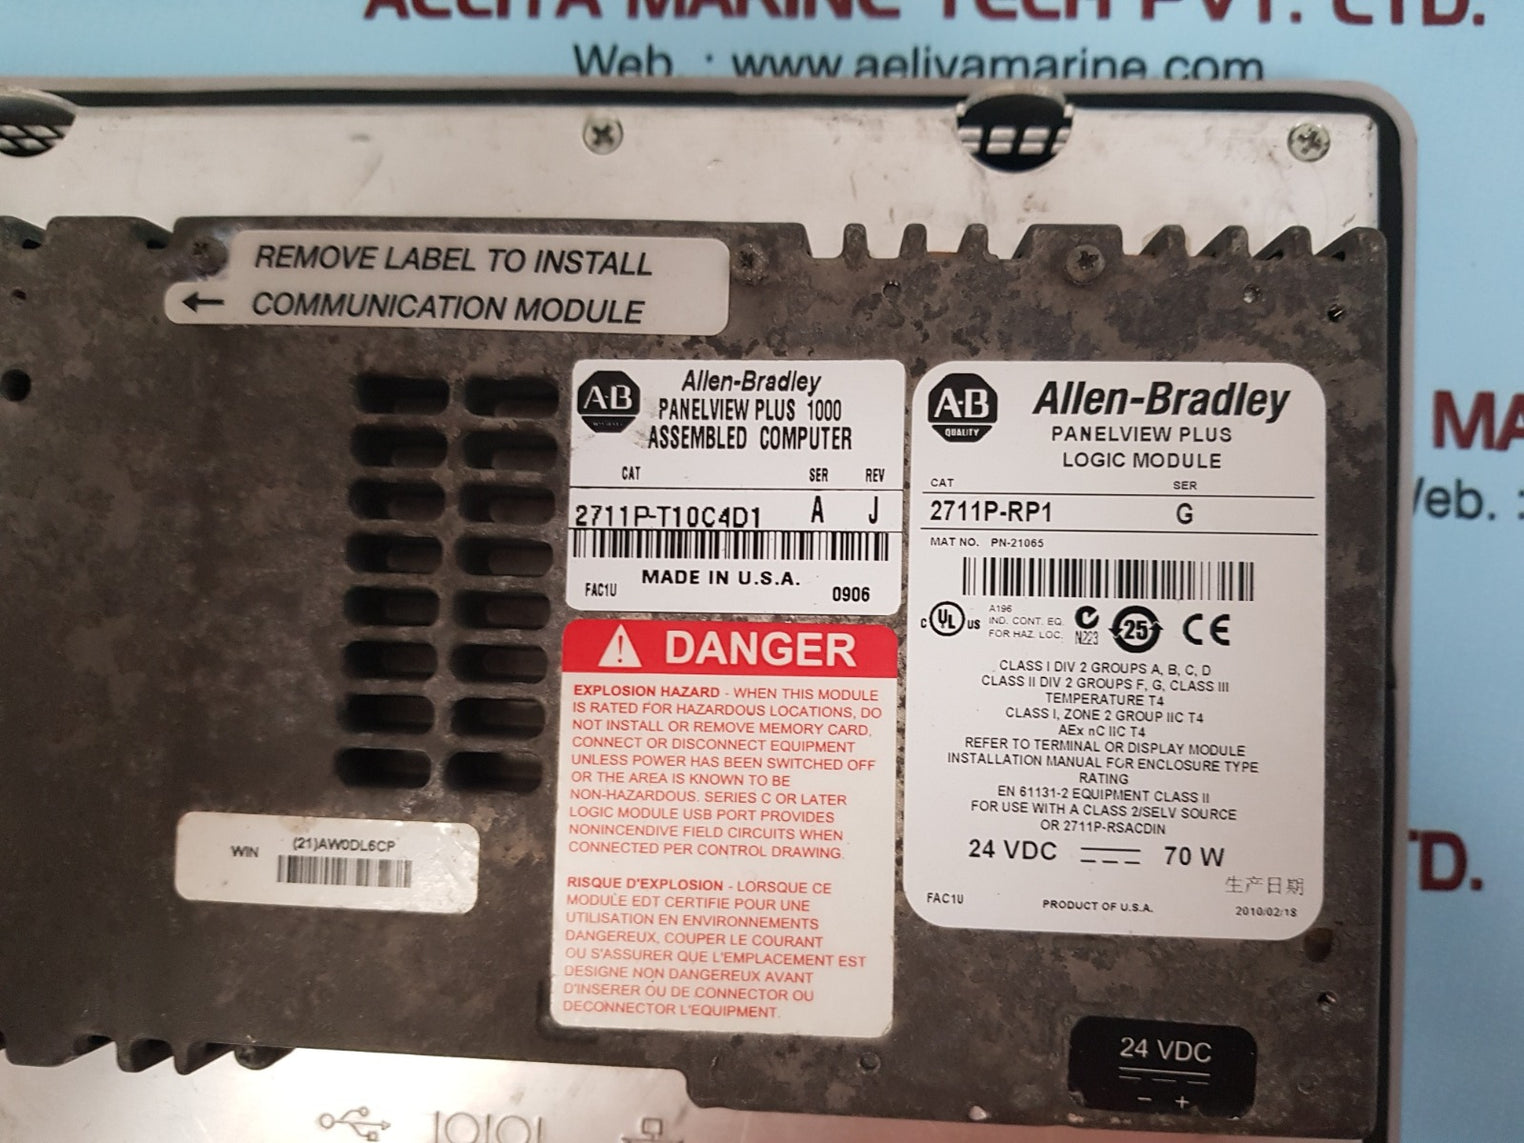 AELIYA MARINE TECH PVT. LTD.
Web. : www.aeliyamarine.com
REMOVE LABEL TO INSTALL
← COMMUNICATION MODULE
A·B
Allen-Bradley
PANELVIEW PLUS 1000
ASSEMBLED COMPUTER
CAT SER REV
2711P-T10C4D1 A J
MADE IN U.S.A.
FAC1U 0906
DANGER
EXPLOSION HAZARD - WHEN THIS MODULE
IS RATED FOR HAZARDOUS LOCATIONS, DO
NOT INSTALL OR REMOVE MEMORY CARD,
CONNECT OR DISCONNECT EQUIPMENT
UNLESS POWER HAS BEEN SWITCHED OFF
OR THE AREA IS KNOWN TO BE
NON-HAZARDOUS. SERIES C OR LATER
LOGIC MODULE USB PORT PROVIDES
NONINCENDIVE FIELD CIRCUITS WHEN
CONNECTED PER CONTROL DRAWING.
RISQUE D'EXPLOSION - LORSQUE CE
MODULE EDT CERTIFIE POUR UNE
UTILISATION EN ENVIRONNEMENTS
DANGEREUX, COUPER LE COURANT
OU S'ASSURER QUE L'EMPLACEMENT EST
DESIGNE NON DANGEREUX AVANT
D'INSERER OU DE CONNECTOR OU
DECONNECTOR L'EQUIPMENT.
A·B
QUALITY
Allen-Bradley
PANELVIEW PLUS
LOGIC MODULE
CAT SER
2711P-RP1 G
MAT NO. PN-21065
c UL us
A196
IND. CONT. EQ.
FOR HAZ. LOC.
N223
25
CE
CLASS I DIV 2 GROUPS A, B, C, D
CLASS II DIV 2 GROUPS F, G, CLASS III
TEMPERATURE T4
CLASS I, ZONE 2 GROUP IIC T4
AEx nC IIC T4
REFER TO TERMINAL OR DISPLAY MODULE
INSTALLATION MANUAL FOR ENCLOSURE TYPE
RATING
EN 61131-2 EQUIPMENT CLASS II
FOR USE WITH A CLASS 2/SELV SOURCE
OR 2711P-RSACDIN
24 VDC 70 W
生产日期
FAC1U PRODUCT OF U.S.A. 2010/02/18
WIN (21)AW0DL6CP
24 VDC
- +
IOIOI
MA
Web. :
TD.